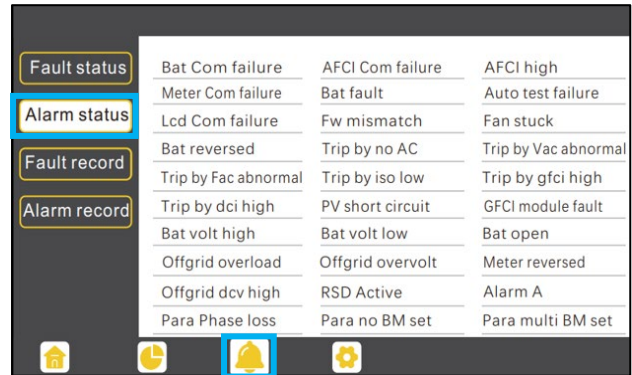 Fault status
Alarm status
Fault record
Alarm record
Bat Com failure AFCI Com failure AFCI high
Meter Com failure Bat fault Auto test failure
Lcd Com failure Fw mismatch Fan stuck
Bat reversed Trip by no AC Trip by Vac abnormal
Trip by Fac abnormal Trip by iso low Trip by gfci high
Trip by dci high PV short circuit GFCI module fault
Bat volt high Bat volt low Bat open
Offgrid overload Offgrid overvolt Meter reversed
Offgrid dcv high RSD Active Alarm A
Para Phase loss Para no BM set Para multi BM set